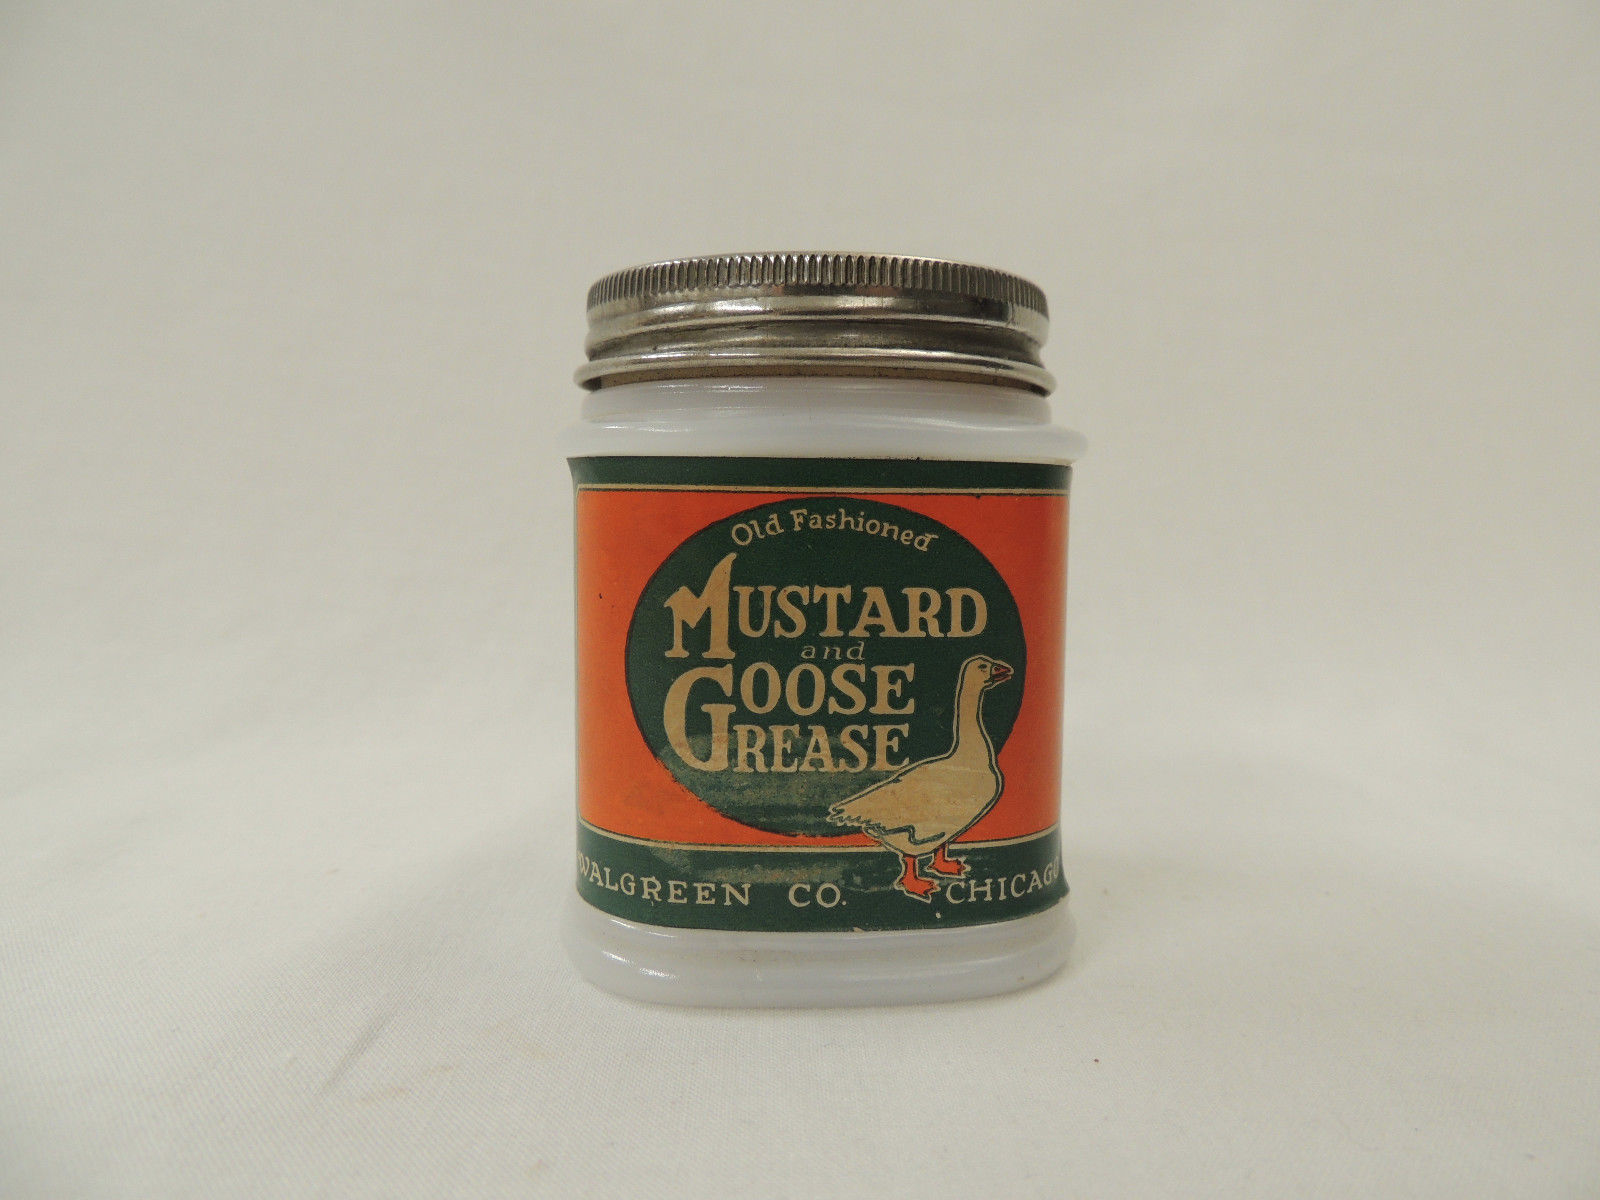 Old Fashioned
MUSTARD
and
GOOSE
GREASE
WALGREEN CO. CHICAGO